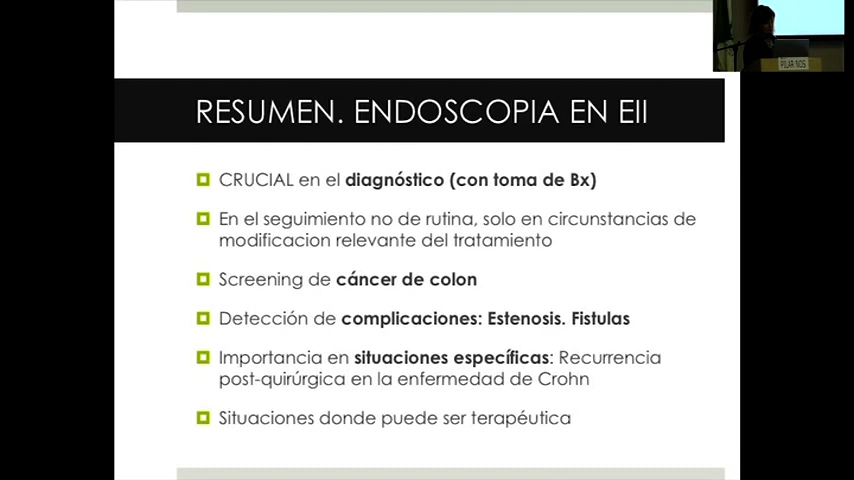 RESUMEN. ENDOSCOPIA EN EII
CRUCIAL en el diagnóstico (con toma de Bx)
En el seguimiento no de rutina, solo en circunstancias de
modificacion relevante del tratamiento
Screening de cáncer de colon
Detección de complicaciones: Estenosis. Fistulas
Importancia en situaciones específicas: Recurrencia
post-quirúrgica en la enfermedad de Crohn
Situaciones donde puede ser terapéutica
PILAR NOS